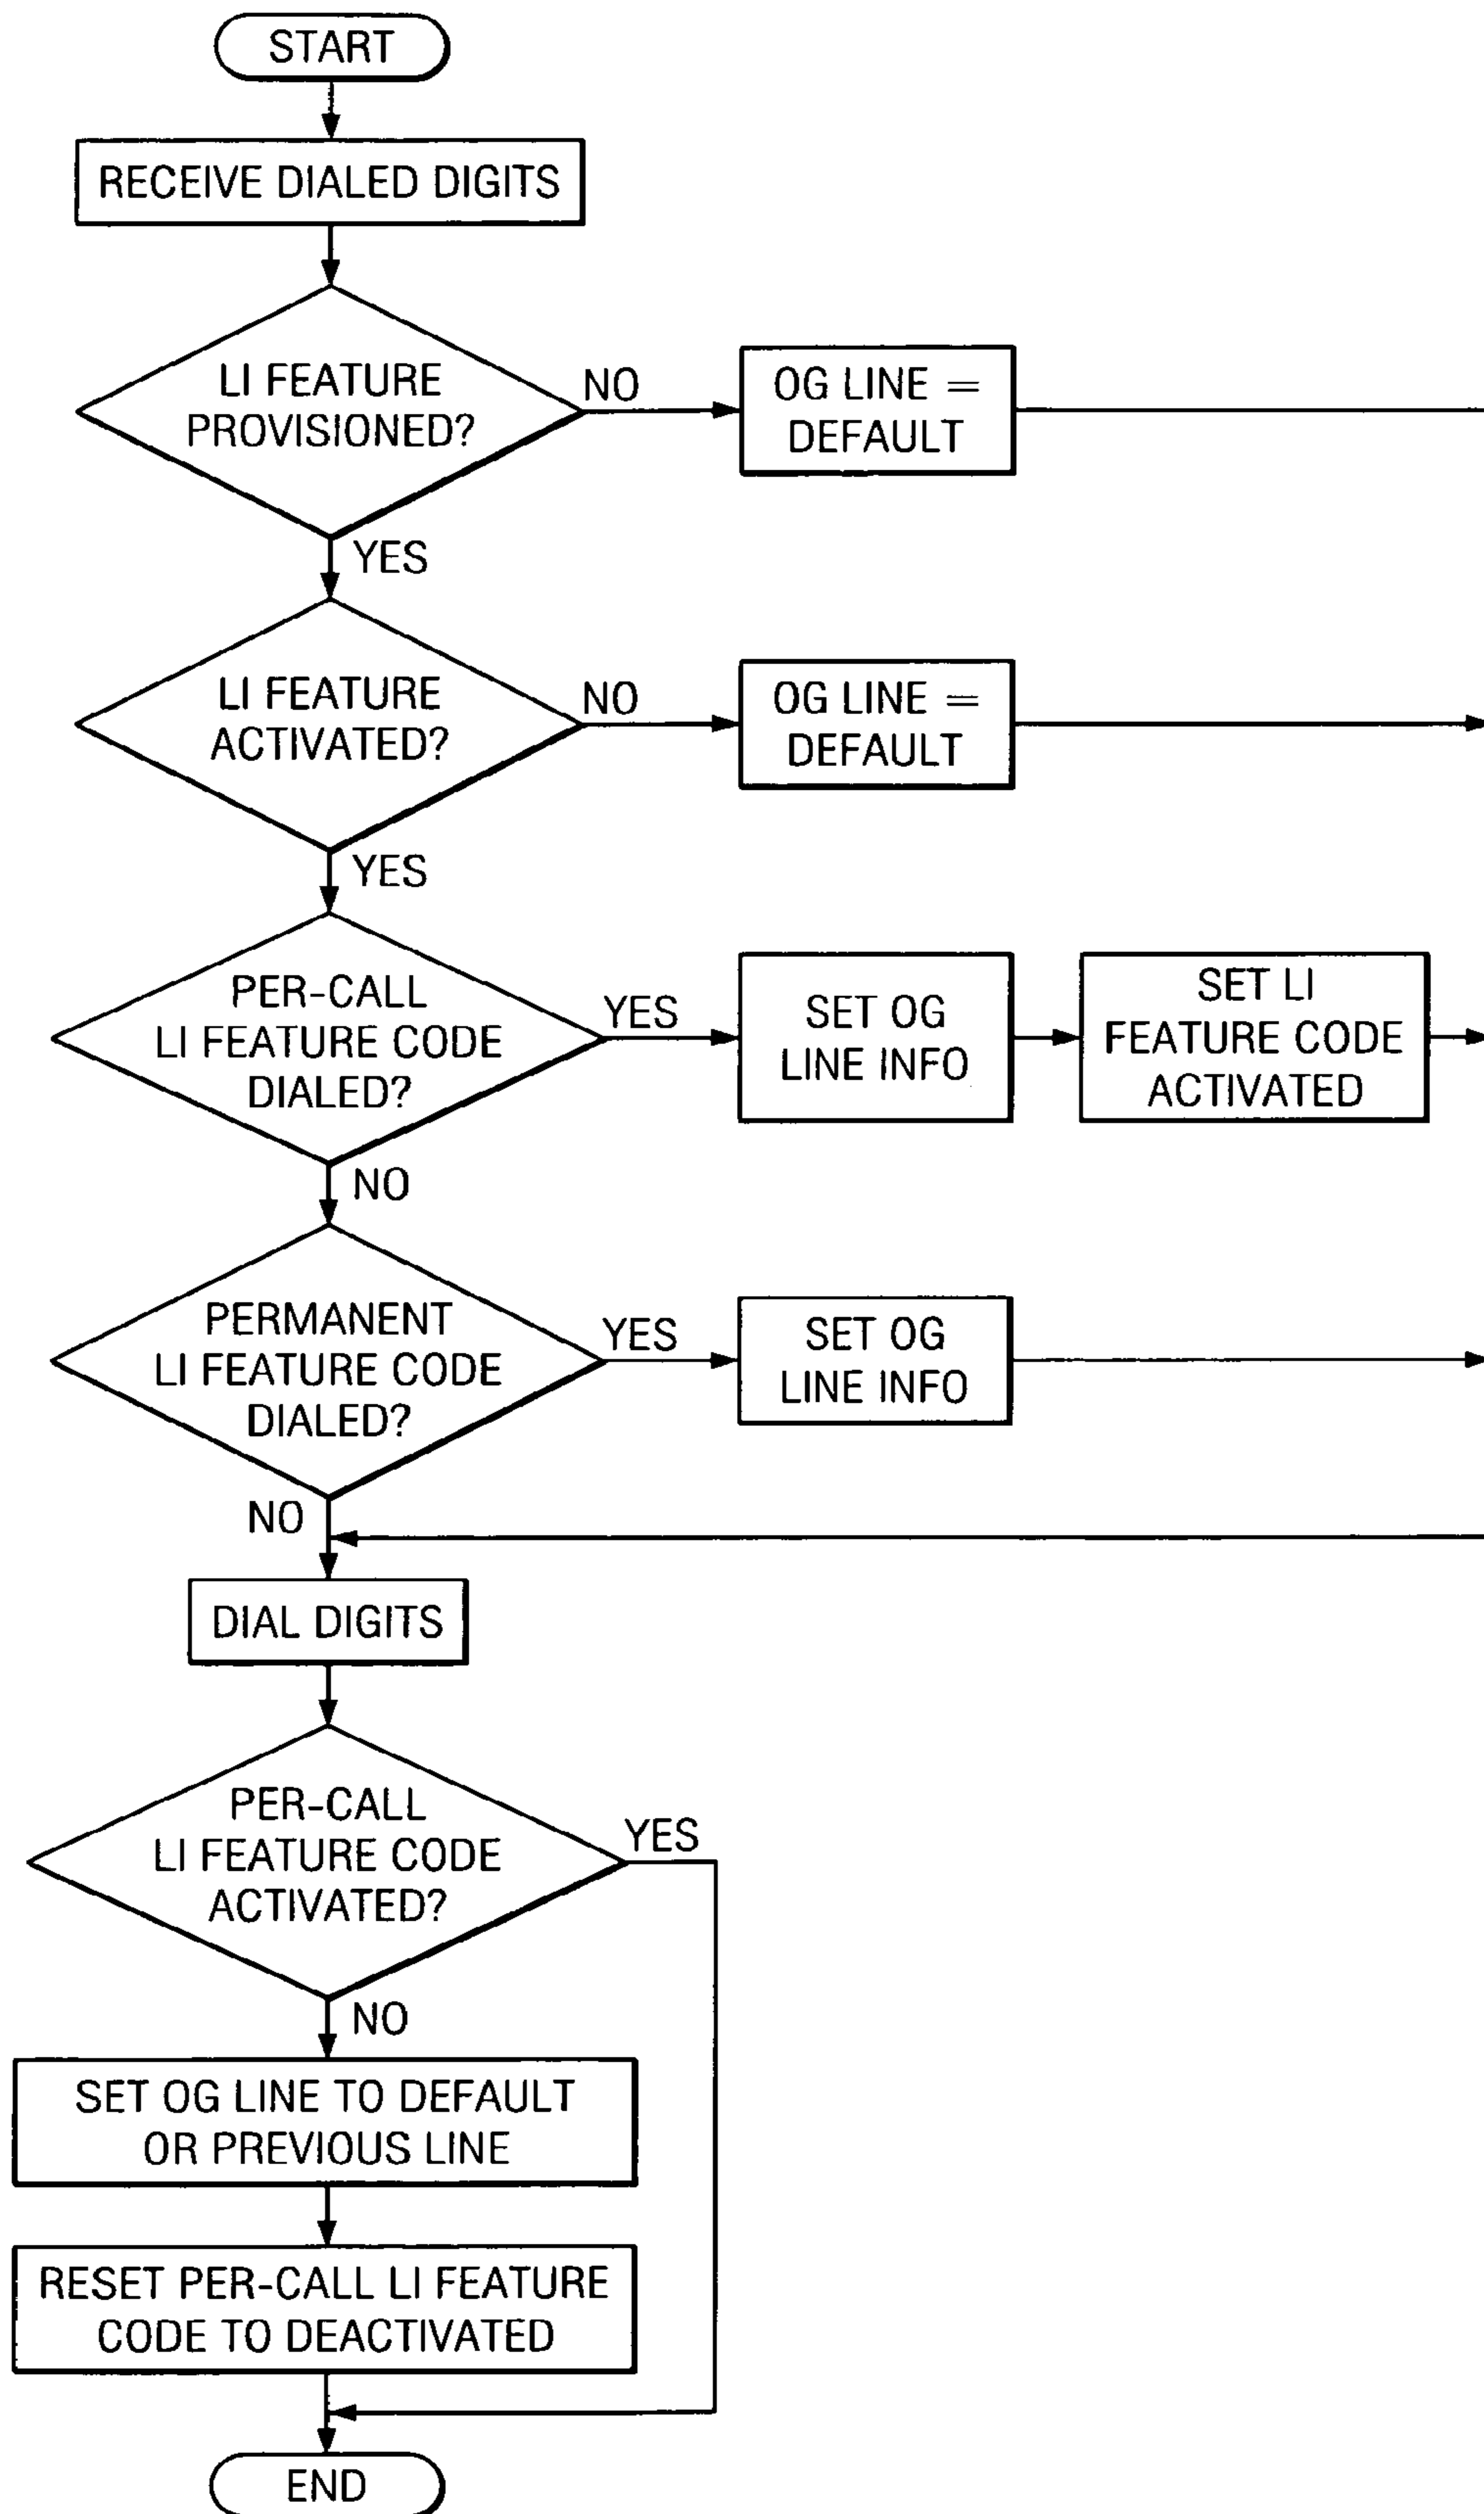 START
RECEIVE DIALED DIGITS
LI FEATURE
PROVISIONED?
NO
OG LINE =
DEFAULT
YES
LI FEATURE
ACTIVATED?
NO
OG LINE =
DEFAULT
YES
PER-CALL
LI FEATURE CODE
DIALED?
YES
SET OG
LINE INFO
SET LI
FEATURE CODE
ACTIVATED
NO
PERMANENT
LI FEATURE CODE
DIALED?
YES
SET OG
LINE INFO
NO
DIAL DIGITS
PER-CALL
LI FEATURE CODE
ACTIVATED?
YES
NO
SET OG LINE TO DEFAULT
OR PREVIOUS LINE
RESET PER-CALL LI FEATURE
CODE TO DEACTIVATED
END